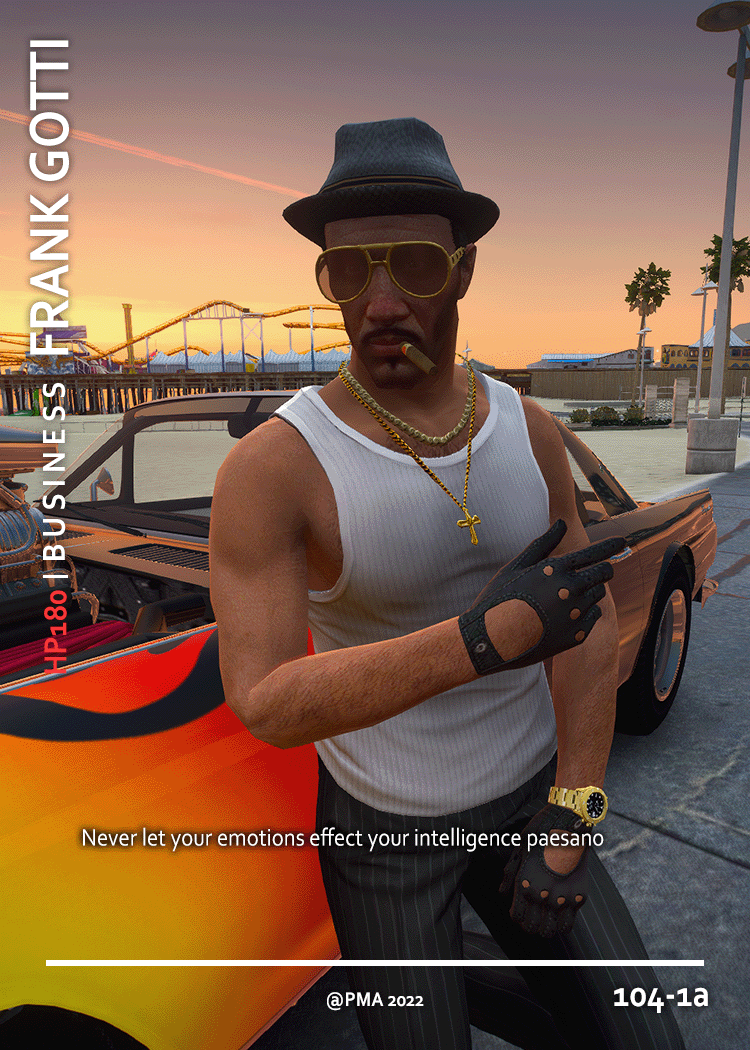 HP180 | BUSINESS FRANK GOTTI
Never let your emotions effect your intelligence paesano
@PMA 2022
104-1a